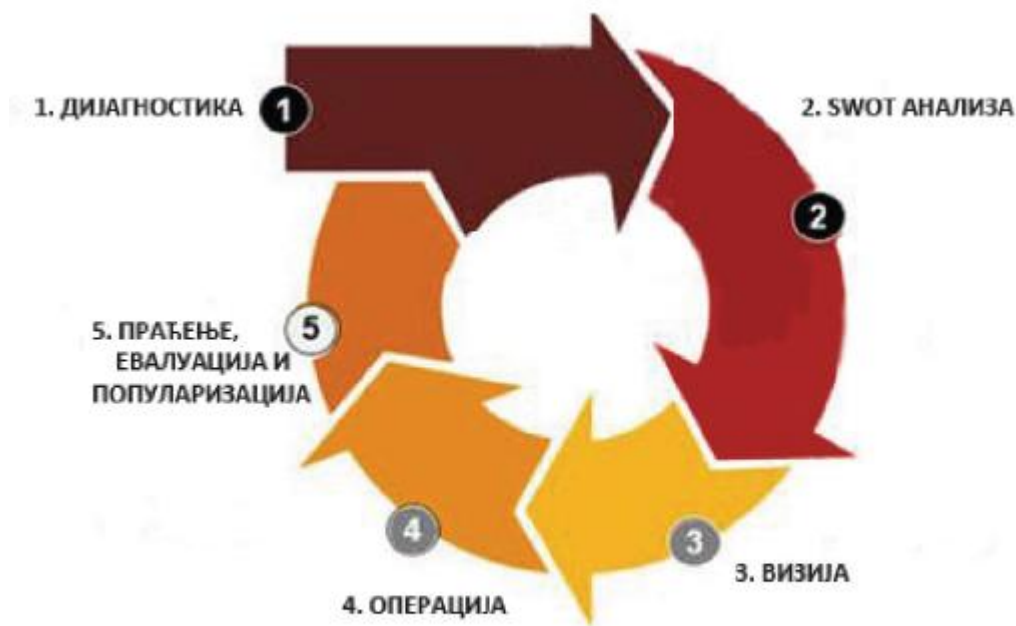 1. ДИЈАГНОСТИКА
1
2. SWOT АНАЛИЗА
2
3. ВИЗИЈА
3
4. ОПЕРАЦИЈА
4
5. ПРАЋЕЊЕ,
ЕВАЛУАЦИЈА И
ПОПУЛАРИЗАЦИЈА
5